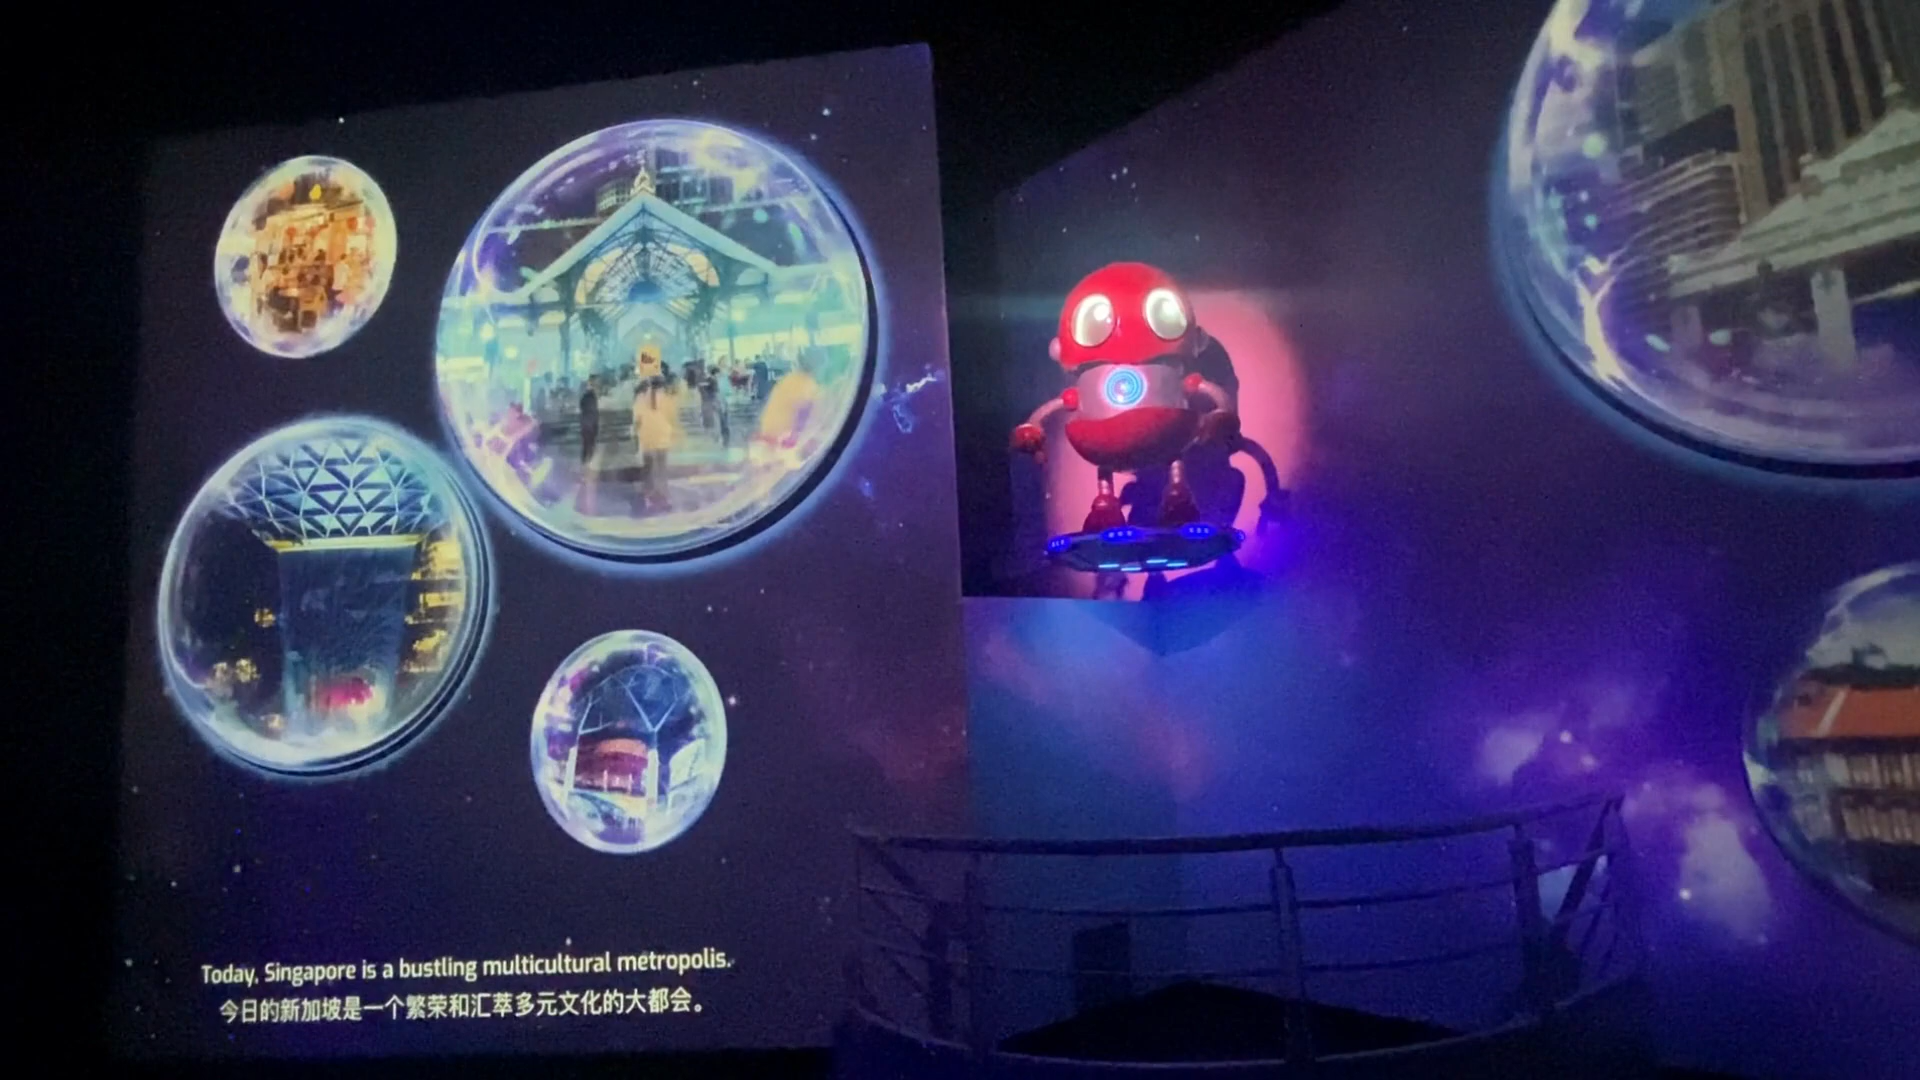 Today, Singapore is a bustling multicultural metropolis.
今日的新加坡是一个繁荣和汇萃多元文化的大都会。